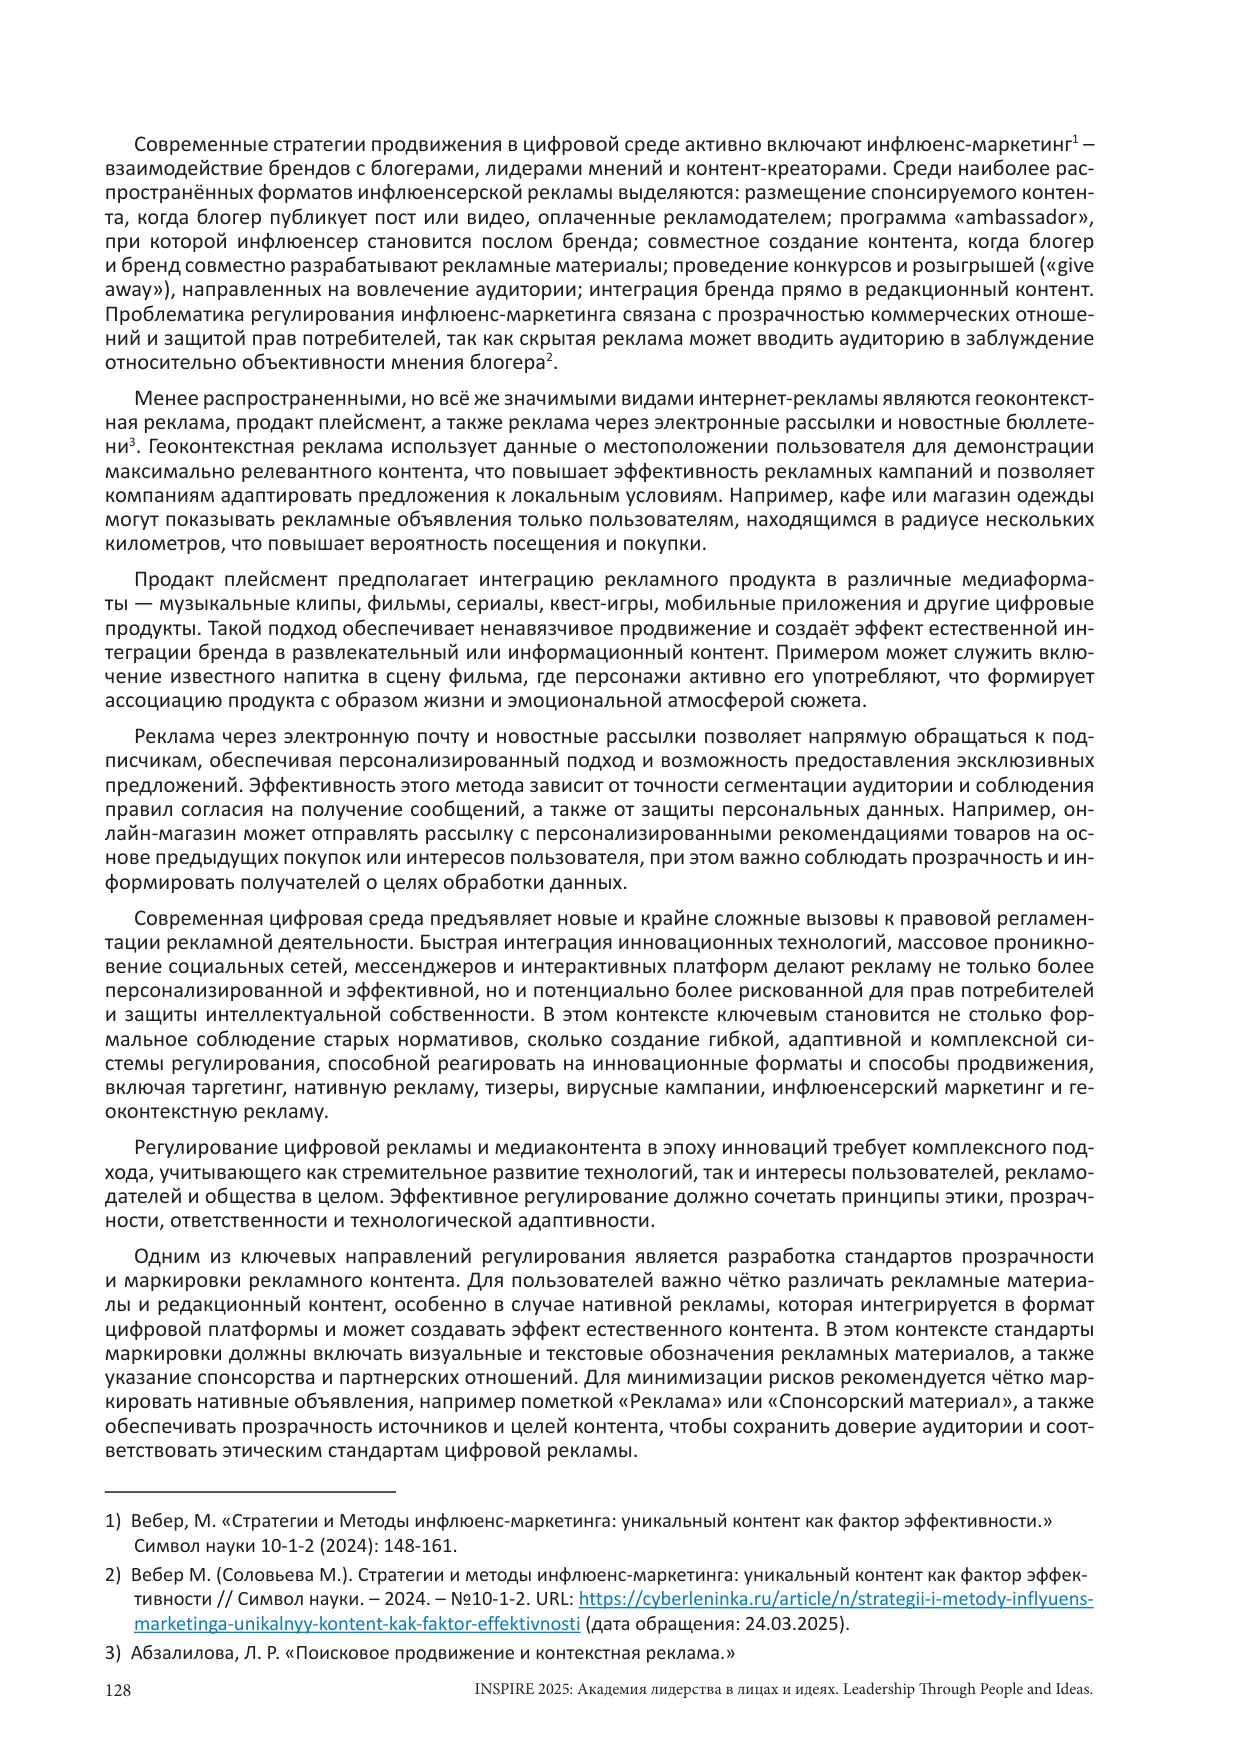 Современные стратегии продвижения в цифровой среде активно включают инфлюенс-маркетинг1 –
взаимодействие брендов с блогерами, лидерами мнений и контент-креаторами. Среди наиболее рас-
пространённых форматов инфлюенсерской рекламы выделяются: размещение спонсируемого контен-
та, когда блогер публикует пост или видео, оплаченные рекламодателем; программа «ambassador»,
при которой инфлюенсер становится послом бренда; совместное создание контента, когда блогер
и бренд совместно разрабатывают рекламные материалы; проведение конкурсов и розыгрышей («give
away»), направленных на вовлечение аудитории; интеграция бренда прямо в редакционный контент.
Проблематика регулирования инфлюенс-маркетинга связана с прозрачностью коммерческих отноше-
ний и защитой прав потребителей, так как скрытая реклама может вводить аудиторию в заблуждение
относительно объективности мнения блогера2.
Менее распространенными, но всё же значимыми видами интернет-рекламы являются геоконтекст-
ная реклама, продакт плейсмент, а также реклама через электронные рассылки и новостные бюллете-
ни3. Геоконтекстная реклама использует данные о местоположении пользователя для демонстрации
максимально релевантного контента, что повышает эффективность рекламных кампаний и позволяет
компаниям адаптировать предложения к локальным условиям. Например, кафе или магазин одежды
могут показывать рекламные объявления только пользователям, находящимся в радиусе нескольких
километров, что повышает вероятность посещения и покупки.
Продакт плейсмент предполагает интеграцию рекламного продукта в различные медиаформа-
ты — музыкальные клипы, фильмы, сериалы, квест-игры, мобильные приложения и другие цифровые
продукты. Такой подход обеспечивает ненавязчивое продвижение и создаёт эффект естественной ин-
теграции бренда в развлекательный или информационный контент. Примером может служить вклю-
чение известного напитка в сцену фильма, где персонажи активно его употребляют, что формирует
ассоциацию продукта с образом жизни и эмоциональной атмосферой сюжета.
Реклама через электронную почту и новостные рассылки позволяет напрямую обращаться к под-
писчикам, обеспечивая персонализированный подход и возможность предоставления эксклюзивных
предложений. Эффективность этого метода зависит от точности сегментации аудитории и соблюдения
правил согласия на получение сообщений, а также от защиты персональных данных. Например, он-
лайн-магазин может отправлять рассылку с персонализированными рекомендациями товаров на ос-
нове предыдущих покупок или интересов пользователя, при этом важно соблюдать прозрачность и ин-
формировать получателей о целях обработки данных.
Современная цифровая среда предъявляет новые и крайне сложные вызовы к правовой регламен-
тации рекламной деятельности. Быстрая интеграция инновационных технологий, массовое проникно-
вение социальных сетей, мессенджеров и интерактивных платформ делают рекламу не только более
персонализированной и эффективной, но и потенциально более рискованной для прав потребителей
и защиты интеллектуальной собственности. В этом контексте ключевым становится не столько фор-
мальное соблюдение старых нормативов, сколько создание гибкой, адаптивной и комплексной си-
стемы регулирования, способной реагировать на инновационные форматы и способы продвижения,
включая таргетинг, нативную рекламу, тизеры, вирусные кампании, инфлюенсерский маркетинг и ге-
оконтекстную рекламу.
Регулирование цифровой рекламы и медиаконтента в эпоху инноваций требует комплексного под-
хода, учитывающего как стремительное развитие технологий, так и интересы пользователей, рекламо-
дателей и общества в целом. Эффективное регулирование должно сочетать принципы этики, прозрач-
ности, ответственности и технологической адаптивности.
Одним из ключевых направлений регулирования является разработка стандартов прозрачности
и маркировки рекламного контента. Для пользователей важно чётко различать рекламные материа-
лы и редакционный контент, особенно в случае нативной рекламы, которая интегрируется в формат
цифровой платформы и может создавать эффект естественного контента. В этом контексте стандарты
маркировки должны включать визуальные и текстовые обозначения рекламных материалов, а также
указание спонсорства и партнерских отношений. Для минимизации рисков рекомендуется чётко мар-
кировать нативные объявления, например пометкой «Реклама» или «Спонсорский материал», а также
обеспечивать прозрачность источников и целей контента, чтобы сохранить доверие аудитории и соот-
ветствовать этическим стандартам цифровой рекламы.
1) Вебер, М. «Стратегии и Методы инфлюенс-маркетинга: уникальный контент как фактор эффективности.»
Символ науки 10-1-2 (2024): 148-161.
2) Вебер М. (Соловьева М.). Стратегии и методы инфлюенс-маркетинга: уникальный контент как фактор эффек-
тивности // Символ науки. – 2024. – №10-1-2. URL: https://cyberleninka.ru/article/n/strategii-i-metody-inflyuens-
marketinga-unikalnyy-kontent-kak-faktor-effektivnosti (дата обращения: 24.03.2025).
3) Абзалилова, Л. Р. «Поисковое продвижение и контекстная реклама.»
128 INSPIRE 2025: Академия лидерства в лицах и идеях. Leadership Through People and Ideas.